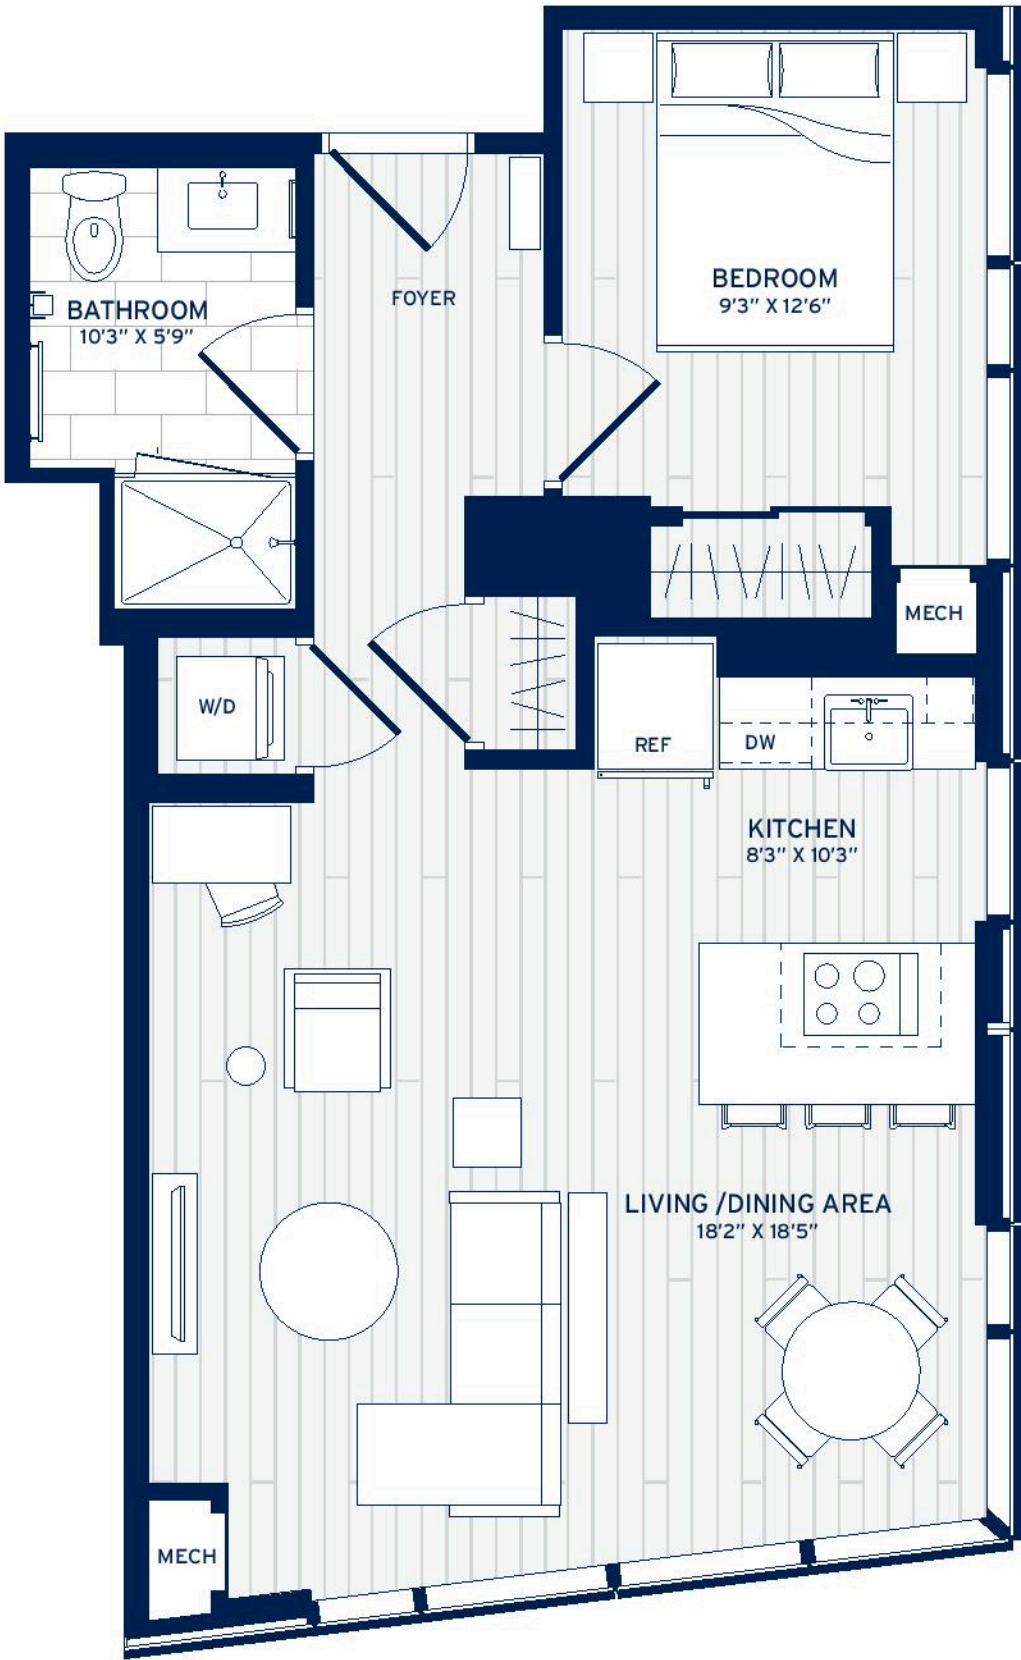 BEDROOM
9'3" X 12'6"
FOYER
BATHROOM
10'3" X 5'9"
MECH
W/D
REF
DW
KITCHEN
8'3" X 10'3"
LIVING /DINING AREA
18'2" X 18'5"
MECH